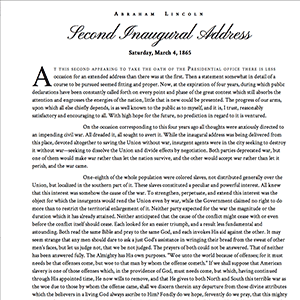 ABRAHAM LINCOLN
Second Inaugural Address
Saturday, March 4, 1865
AT THIS SECOND APPEARING TO TAKE THE OATH OF THE PRESIDENTIAL OFFICE THERE IS LESS
occasion for an extended address than there was at the first. Then a statement somewhat in detail of a
course to be pursued seemed fitting and proper. Now, at the expiration of four years, during which public
declarations have been constantly called forth on every point and phase of the great contest which still absorbs the
attention and engrosses the energies of the nation, little that is new could be presented. The progress of our arms,
upon which all else chiefly depends, is as well known to the public as to myself, and it is, I trust, reasonably
satisfactory and encouraging to all. With high hope for the future, no prediction in regard to it is ventured.
On the occasion corresponding to this four years ago all thoughts were anxiously directed to
an impending civil war. All dreaded it, all sought to avert it. While the inaugural address was being delivered from
this place, devoted altogether to saving the Union without war, insurgent agents were in the city seeking to destroy
it without war—seeking to dissolve the Union and divide effects by negotiation. Both parties deprecated war, but
one of them would make war rather than let the nation survive, and the other would accept war rather than let it
perish, and the war came.
One-eighth of the whole population were colored slaves, not distributed generally over the
Union, but localized in the southern part of it. These slaves constituted a peculiar and powerful interest. All knew
that this interest was somehow the cause of the war. To strengthen, perpetuate, and extend this interest was the
object for which the insurgents would rend the Union even by war, while the Government claimed no right to do
more than to restrict the territorial enlargement of it. Neither party expected for the war the magnitude or the
duration which it has already attained. Neither anticipated that the cause of the conflict might cease with or even
before the conflict itself should cease. Each looked for an easier triumph, and a result less fundamental and
astounding. Both read the same Bible and pray to the same God, and each invokes His aid against the other. It may
seem strange that any men should dare to ask a just God's assistance in wringing their bread from the sweat of other
men's faces, but let us judge not, that we be not judged. The prayers of both could not be answered. That of neither
has been answered fully. The Almighty has His own purposes. "Woe unto the world because of offenses; for it must
needs be that offenses come, but woe to that man by whom the offense cometh." If we shall suppose that American
slavery is one of those offenses which, in the providence of God, must needs come, but which, having continued
through His appointed time, He now wills to remove, and that He gives to both North and South this terrible war as
the woe due to those by whom the offense came, shall we discern therein any departure from those divine attributes
which the believers in a living God always ascribe to Him? Fondly do we hope, fervently do we pray, that this mighty